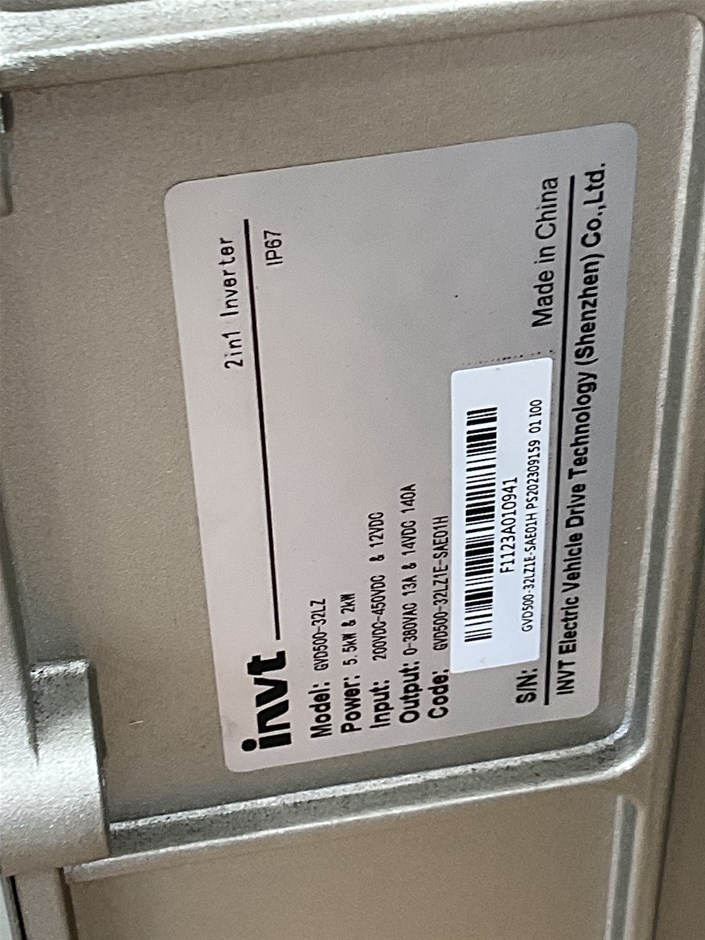 invt
2in1 Inverter
IP67
Model: GVD500-32LZ
Power: 5.5kW & 2kW
Input: 200VDC-450VDC & 12VDC
Output: 0-380VAC 13A & 14VDC 140A
Code: GVD500-32LZ1E-SAE01H
F1123A010941
GVD500-32LZ1E-SAE01H PS202309159 01 I00
S/N:
Made in China
INVT Electric Vehicle Drive Technology (Shenzhen) Co.,Ltd.